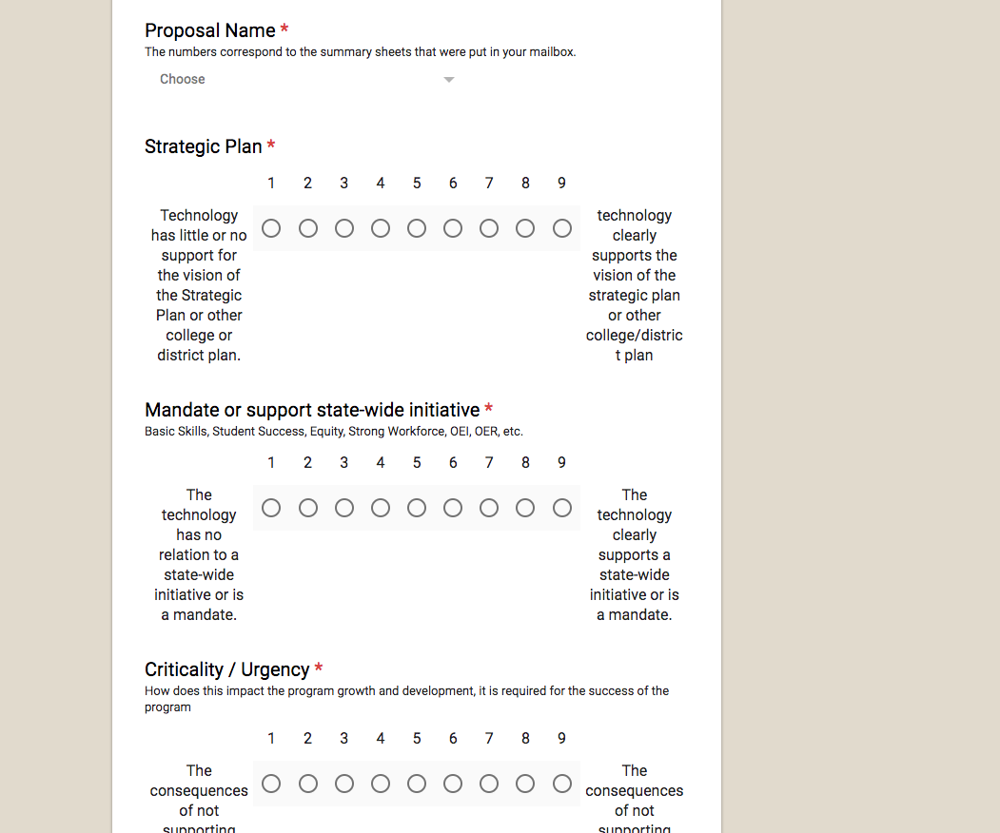 Proposal Name *
The numbers correspond to the summary sheets that were put in your mailbox.
Choose
Strategic Plan *
1 2 3 4 5 6 7 8 9
Technology
has little or no
support for
the vision of
the Strategic
Plan or other
college or
district plan.
technology
clearly
supports the
vision of the
strategic plan
or other
college/distric
t plan
Mandate or support state-wide initiative *
Basic Skills, Student Success, Equity, Strong Workforce, OEI, OER, etc.
1 2 3 4 5 6 7 8 9
The
technology
has no
relation to a
state-wide
initiative or is
a mandate.
The
technology
clearly
supports a
state-wide
initiative or is
a mandate.
Criticality / Urgency *
How does this impact the program growth and development, it is required for the success of the
program
1 2 3 4 5 6 7 8 9
The
consequences
of not
supporting
The
consequences
of not
supporting